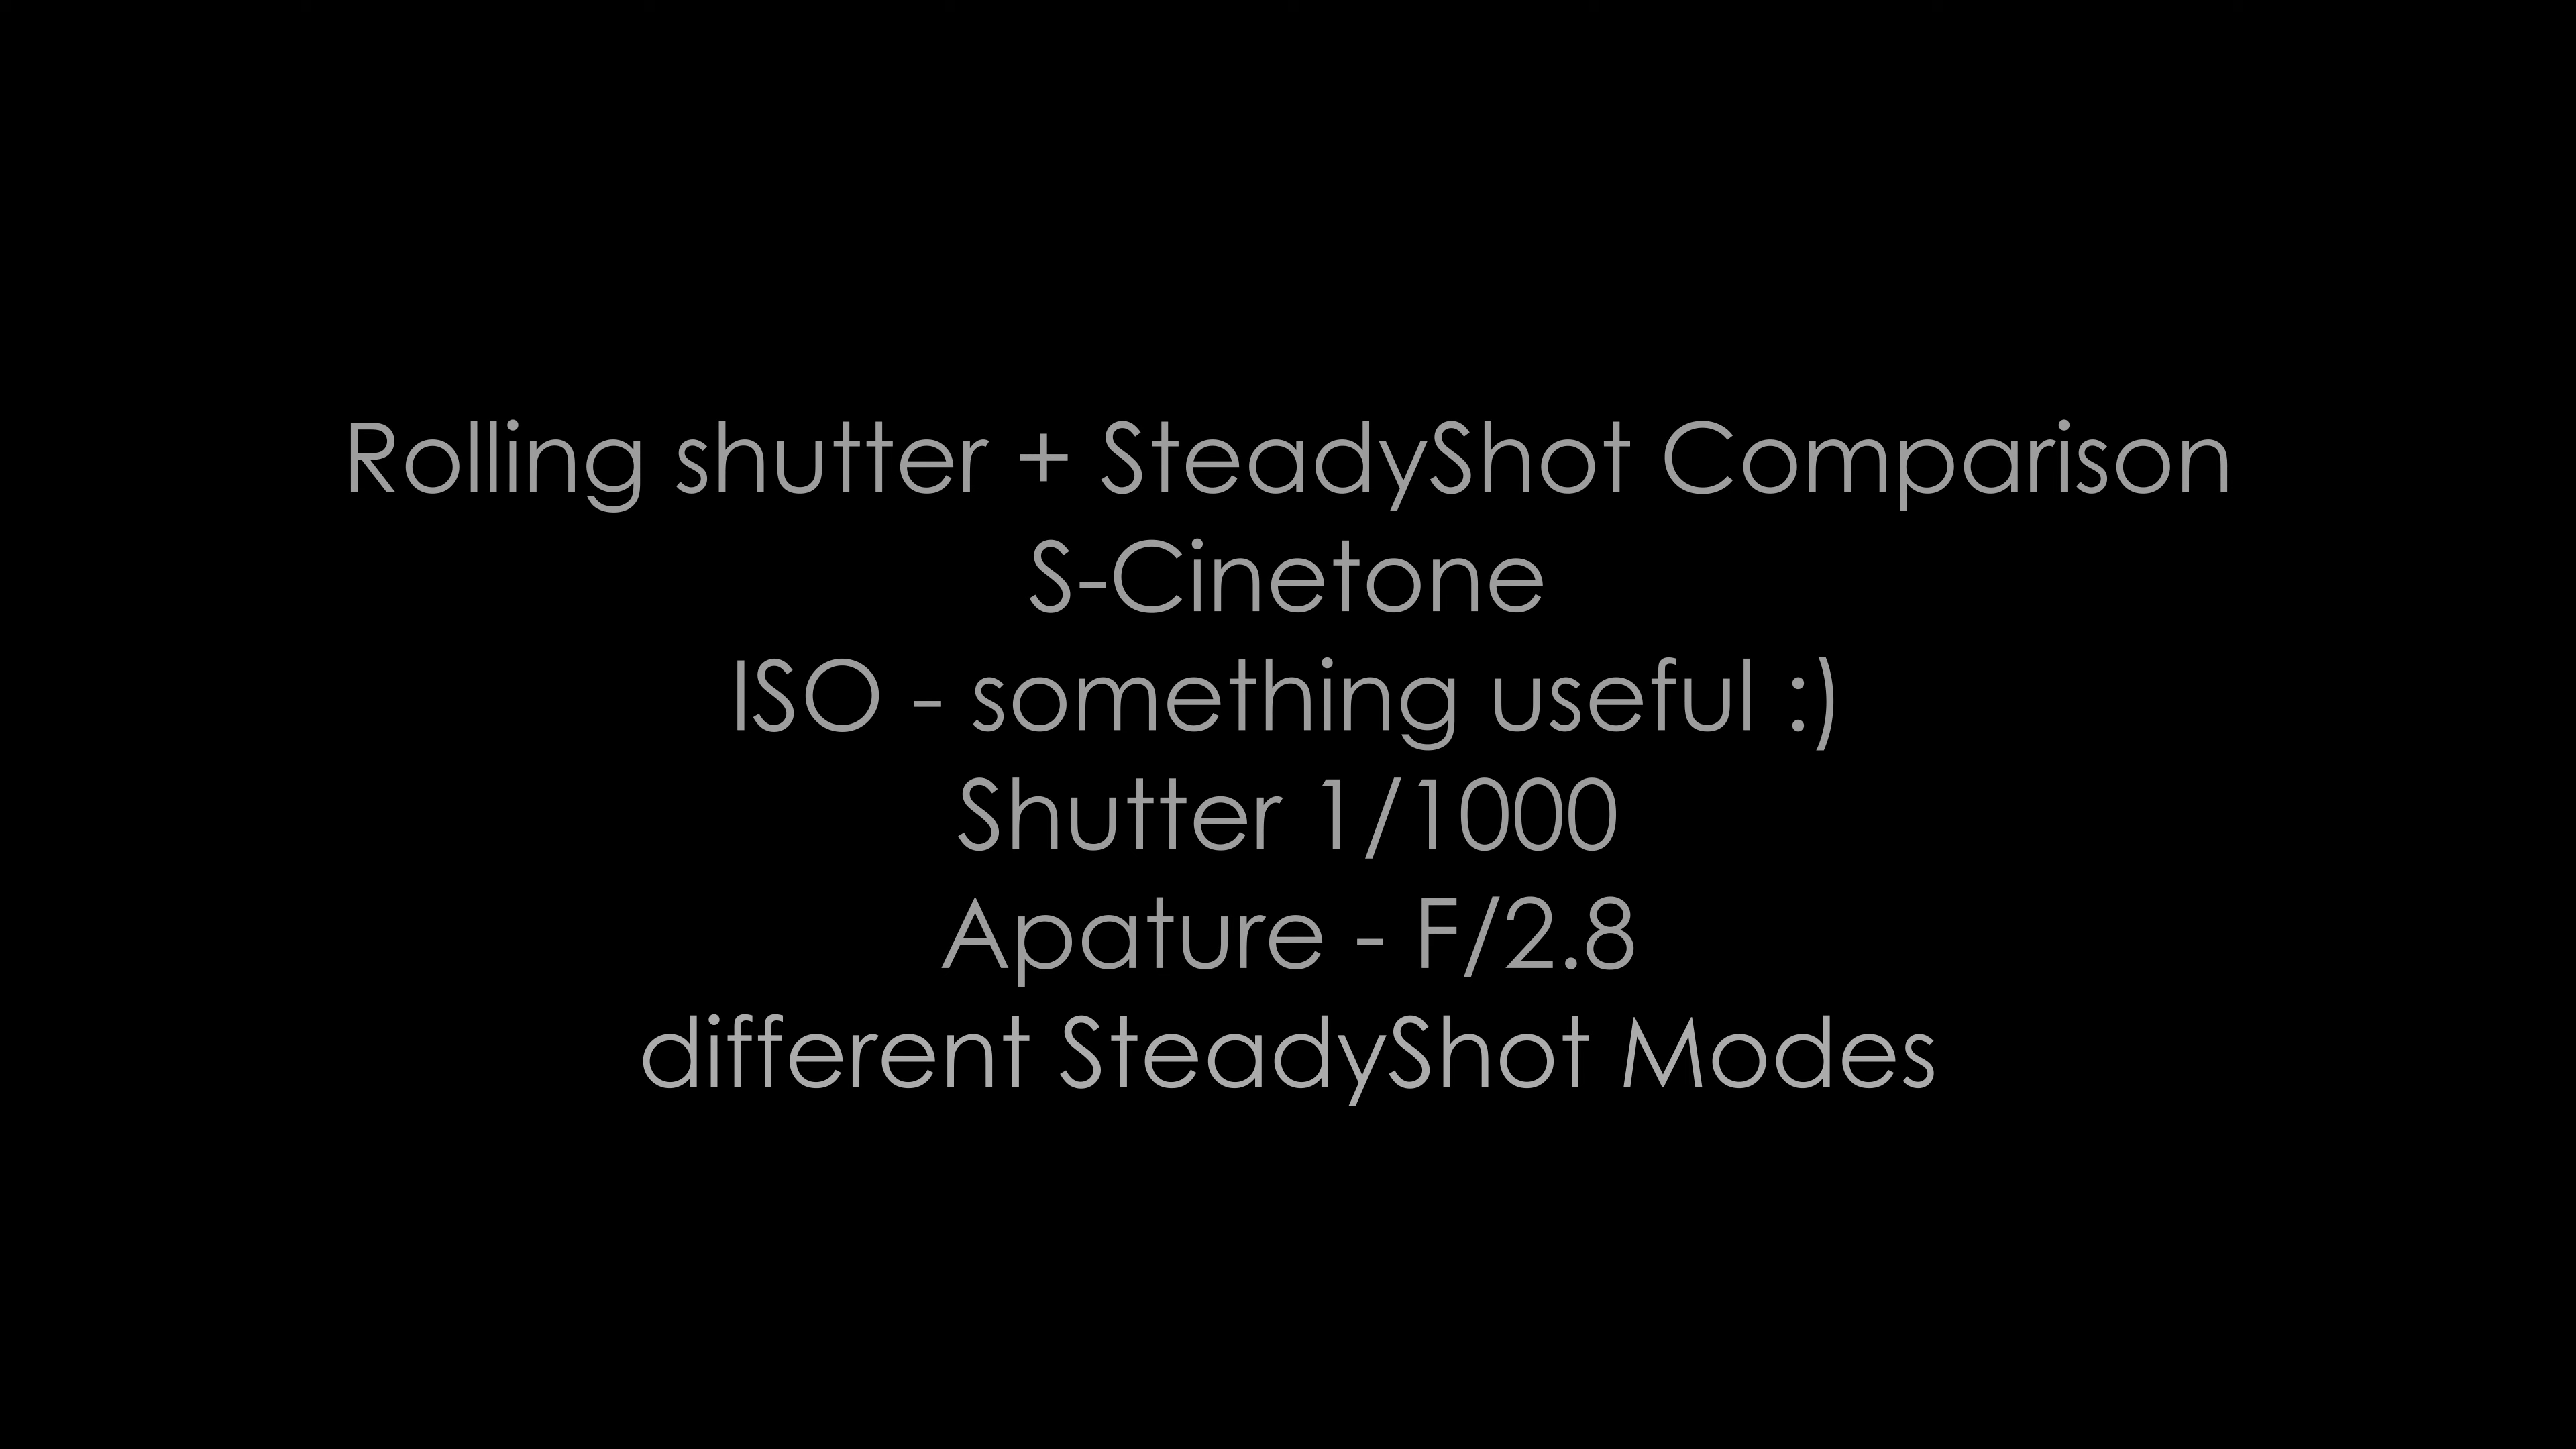 Rolling shutter + SteadyShot Comparison
S-Cinetone
ISO - something useful :)
Shutter 1/1000
Apature - F/2.8
different SteadyShot Modes